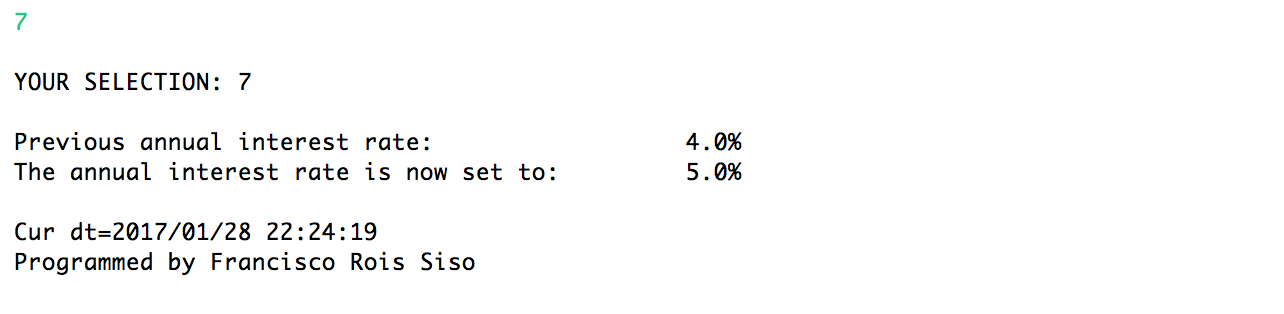 7
YOUR SELECTION: 7
Previous annual interest rate: 4.0%
The annual interest rate is now set to: 5.0%
Cur dt=2017/01/28 22:24:19
Programmed by Francisco Rois Siso